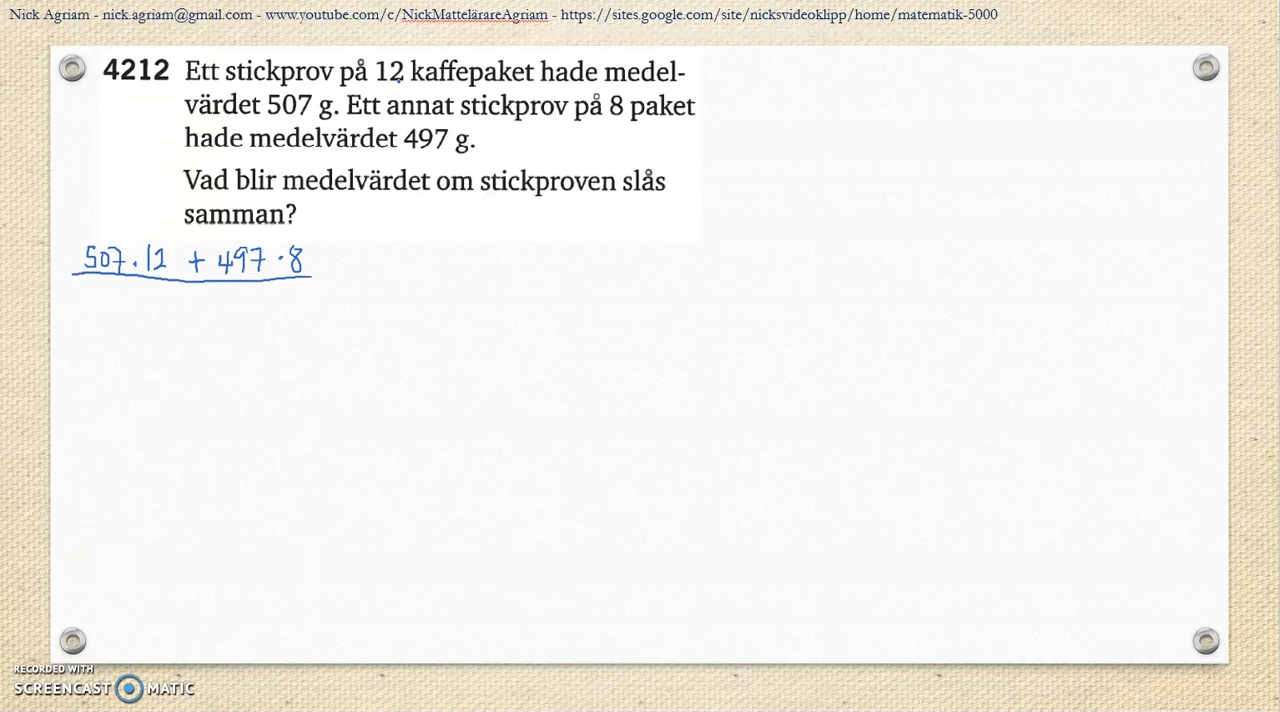 Nick Agriam - nick.agriam@gmail.com - www.youtube.com/c/NickMattelärareAgriam - https://sites.google.com/site/nicksvideoklipp/home/matematik-5000
4212 Ett stickprov på 12 kaffepaket hade medel-
värdet 507 g. Ett annat stickprov på 8 paket
hade medelvärdet 497 g.
Vad blir medelvärdet om stickproven slås
samman?
507 · 12 + 497 · 8
RECORDED WITH
SCREENCAST MATIC